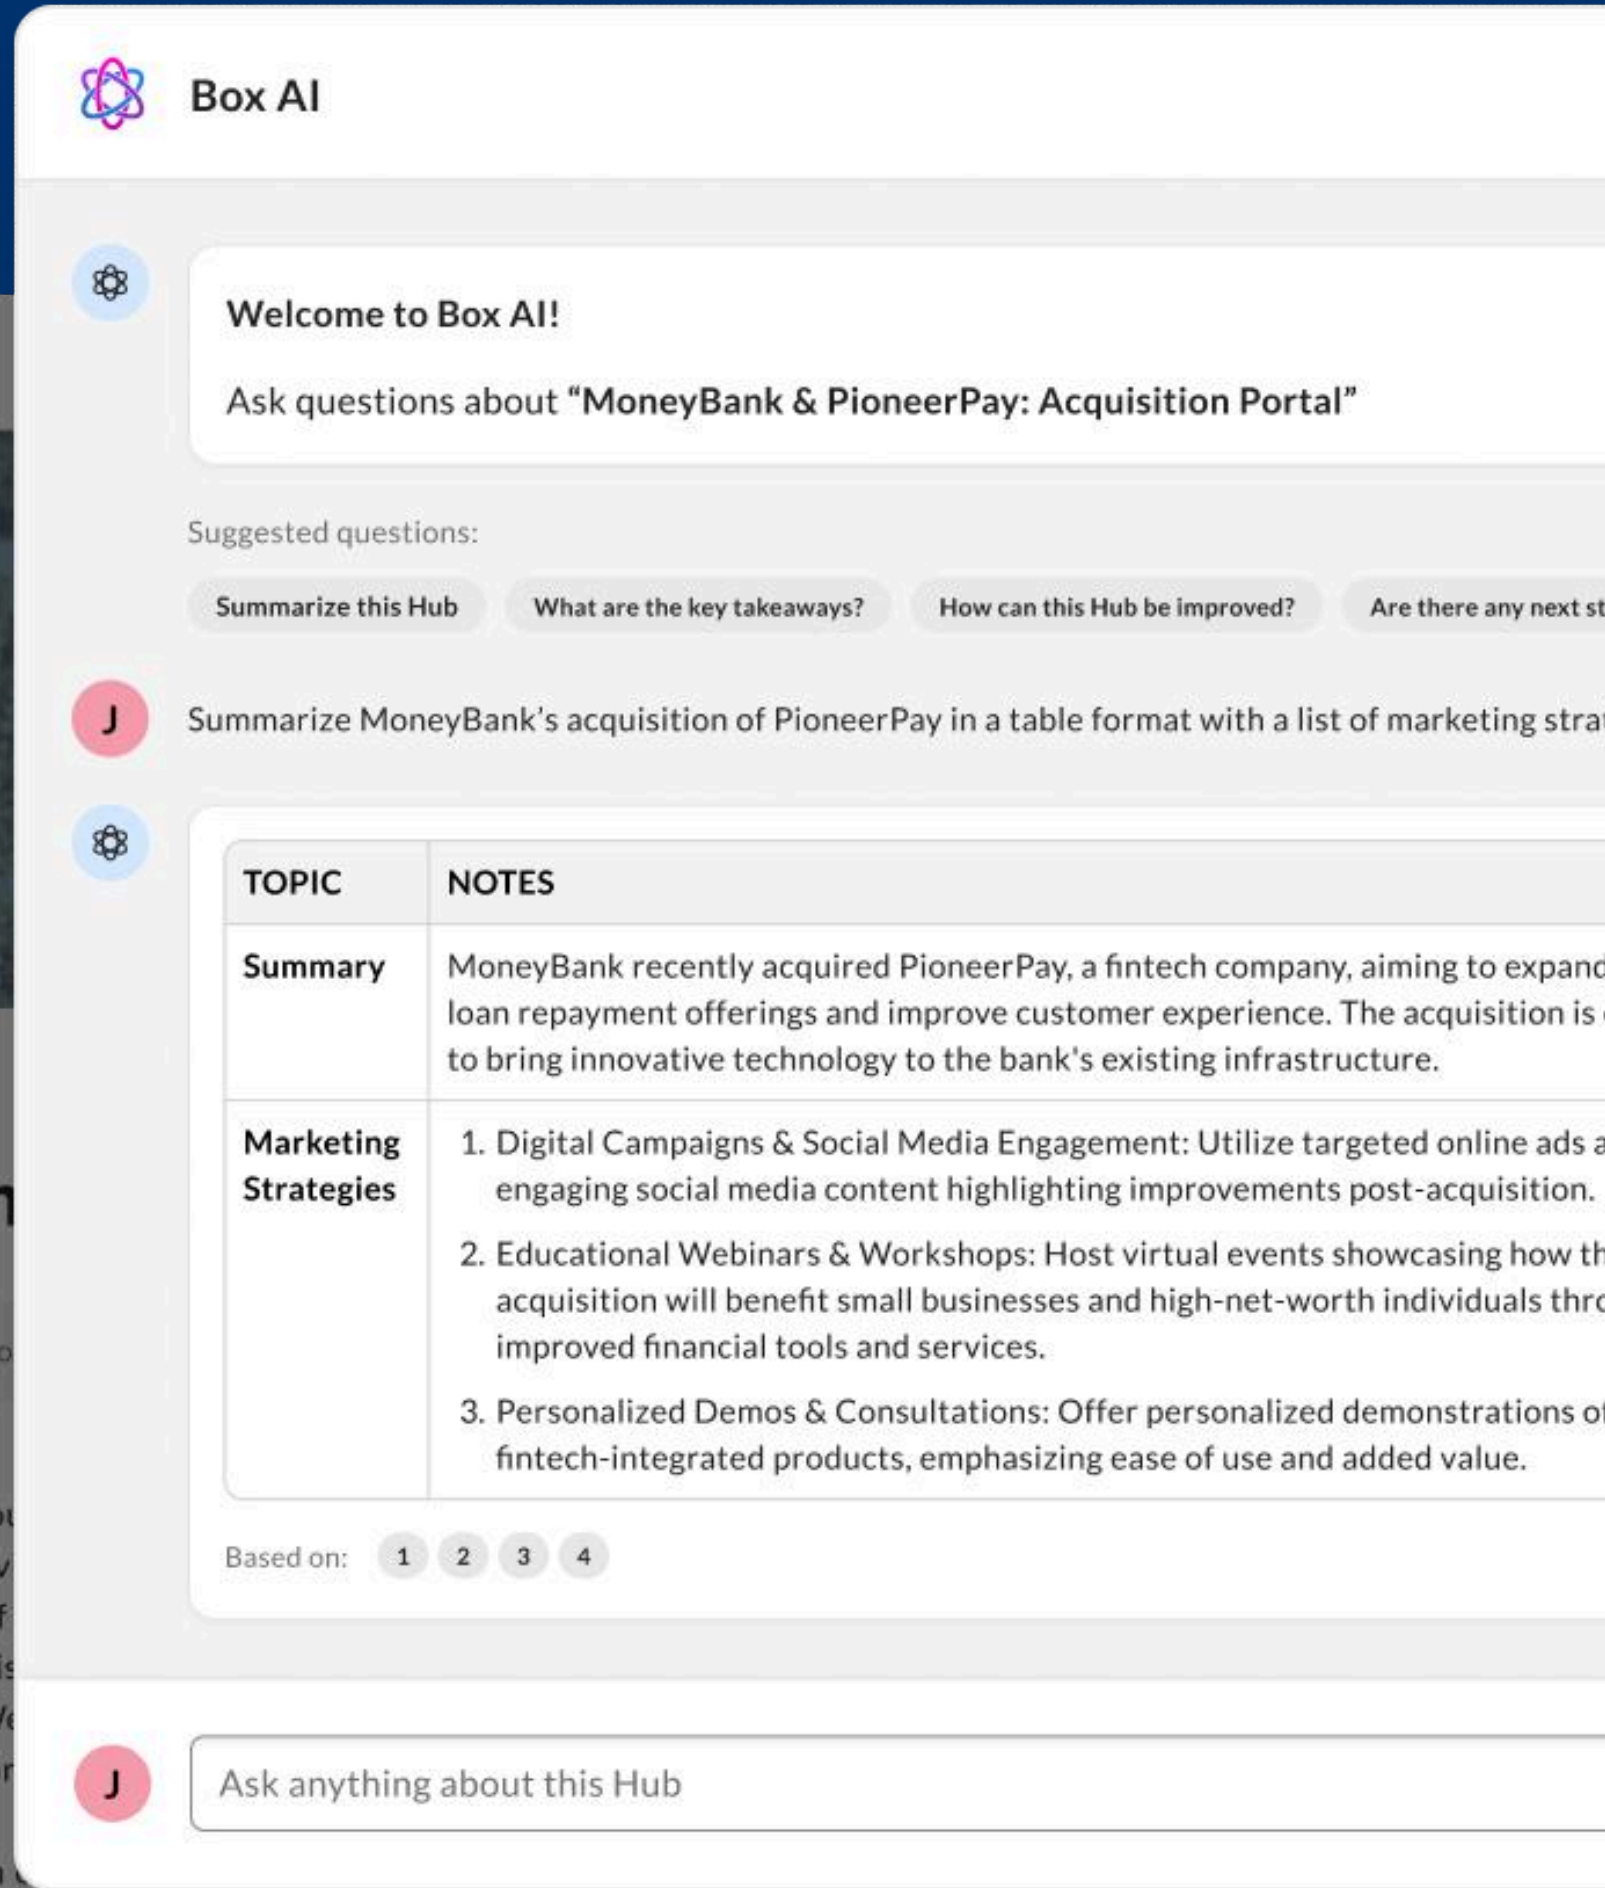 Box AI
Welcome to Box AI!
Ask questions about “MoneyBank & PioneerPay: Acquisition Portal”
Suggested questions:
Summarize this Hub What are the key takeaways? How can this Hub be improved? Are there any next
J
Summarize MoneyBank’s acquisition of PioneerPay in a table format with a list of marketing
TOPIC NOTES
Summary MoneyBank recently acquired PioneerPay, a fintech company, aiming to expand
loan repayment offerings and improve customer experience. The acquisition is
to bring innovative technology to the bank's existing infrastructure.
Marketing
Strategies
1. Digital Campaigns & Social Media Engagement: Utilize targeted online ads
engaging social media content highlighting improvements post-acquisition.
2. Educational Webinars & Workshops: Host virtual events showcasing how
acquisition will benefit small businesses and high-net-worth individuals
improved financial tools and services.
3. Personalized Demos & Consultations: Offer personalized demonstrations of
fintech-integrated products, emphasizing ease of use and added value.
Based on: 1 2 3 4
J
Ask anything about this Hub